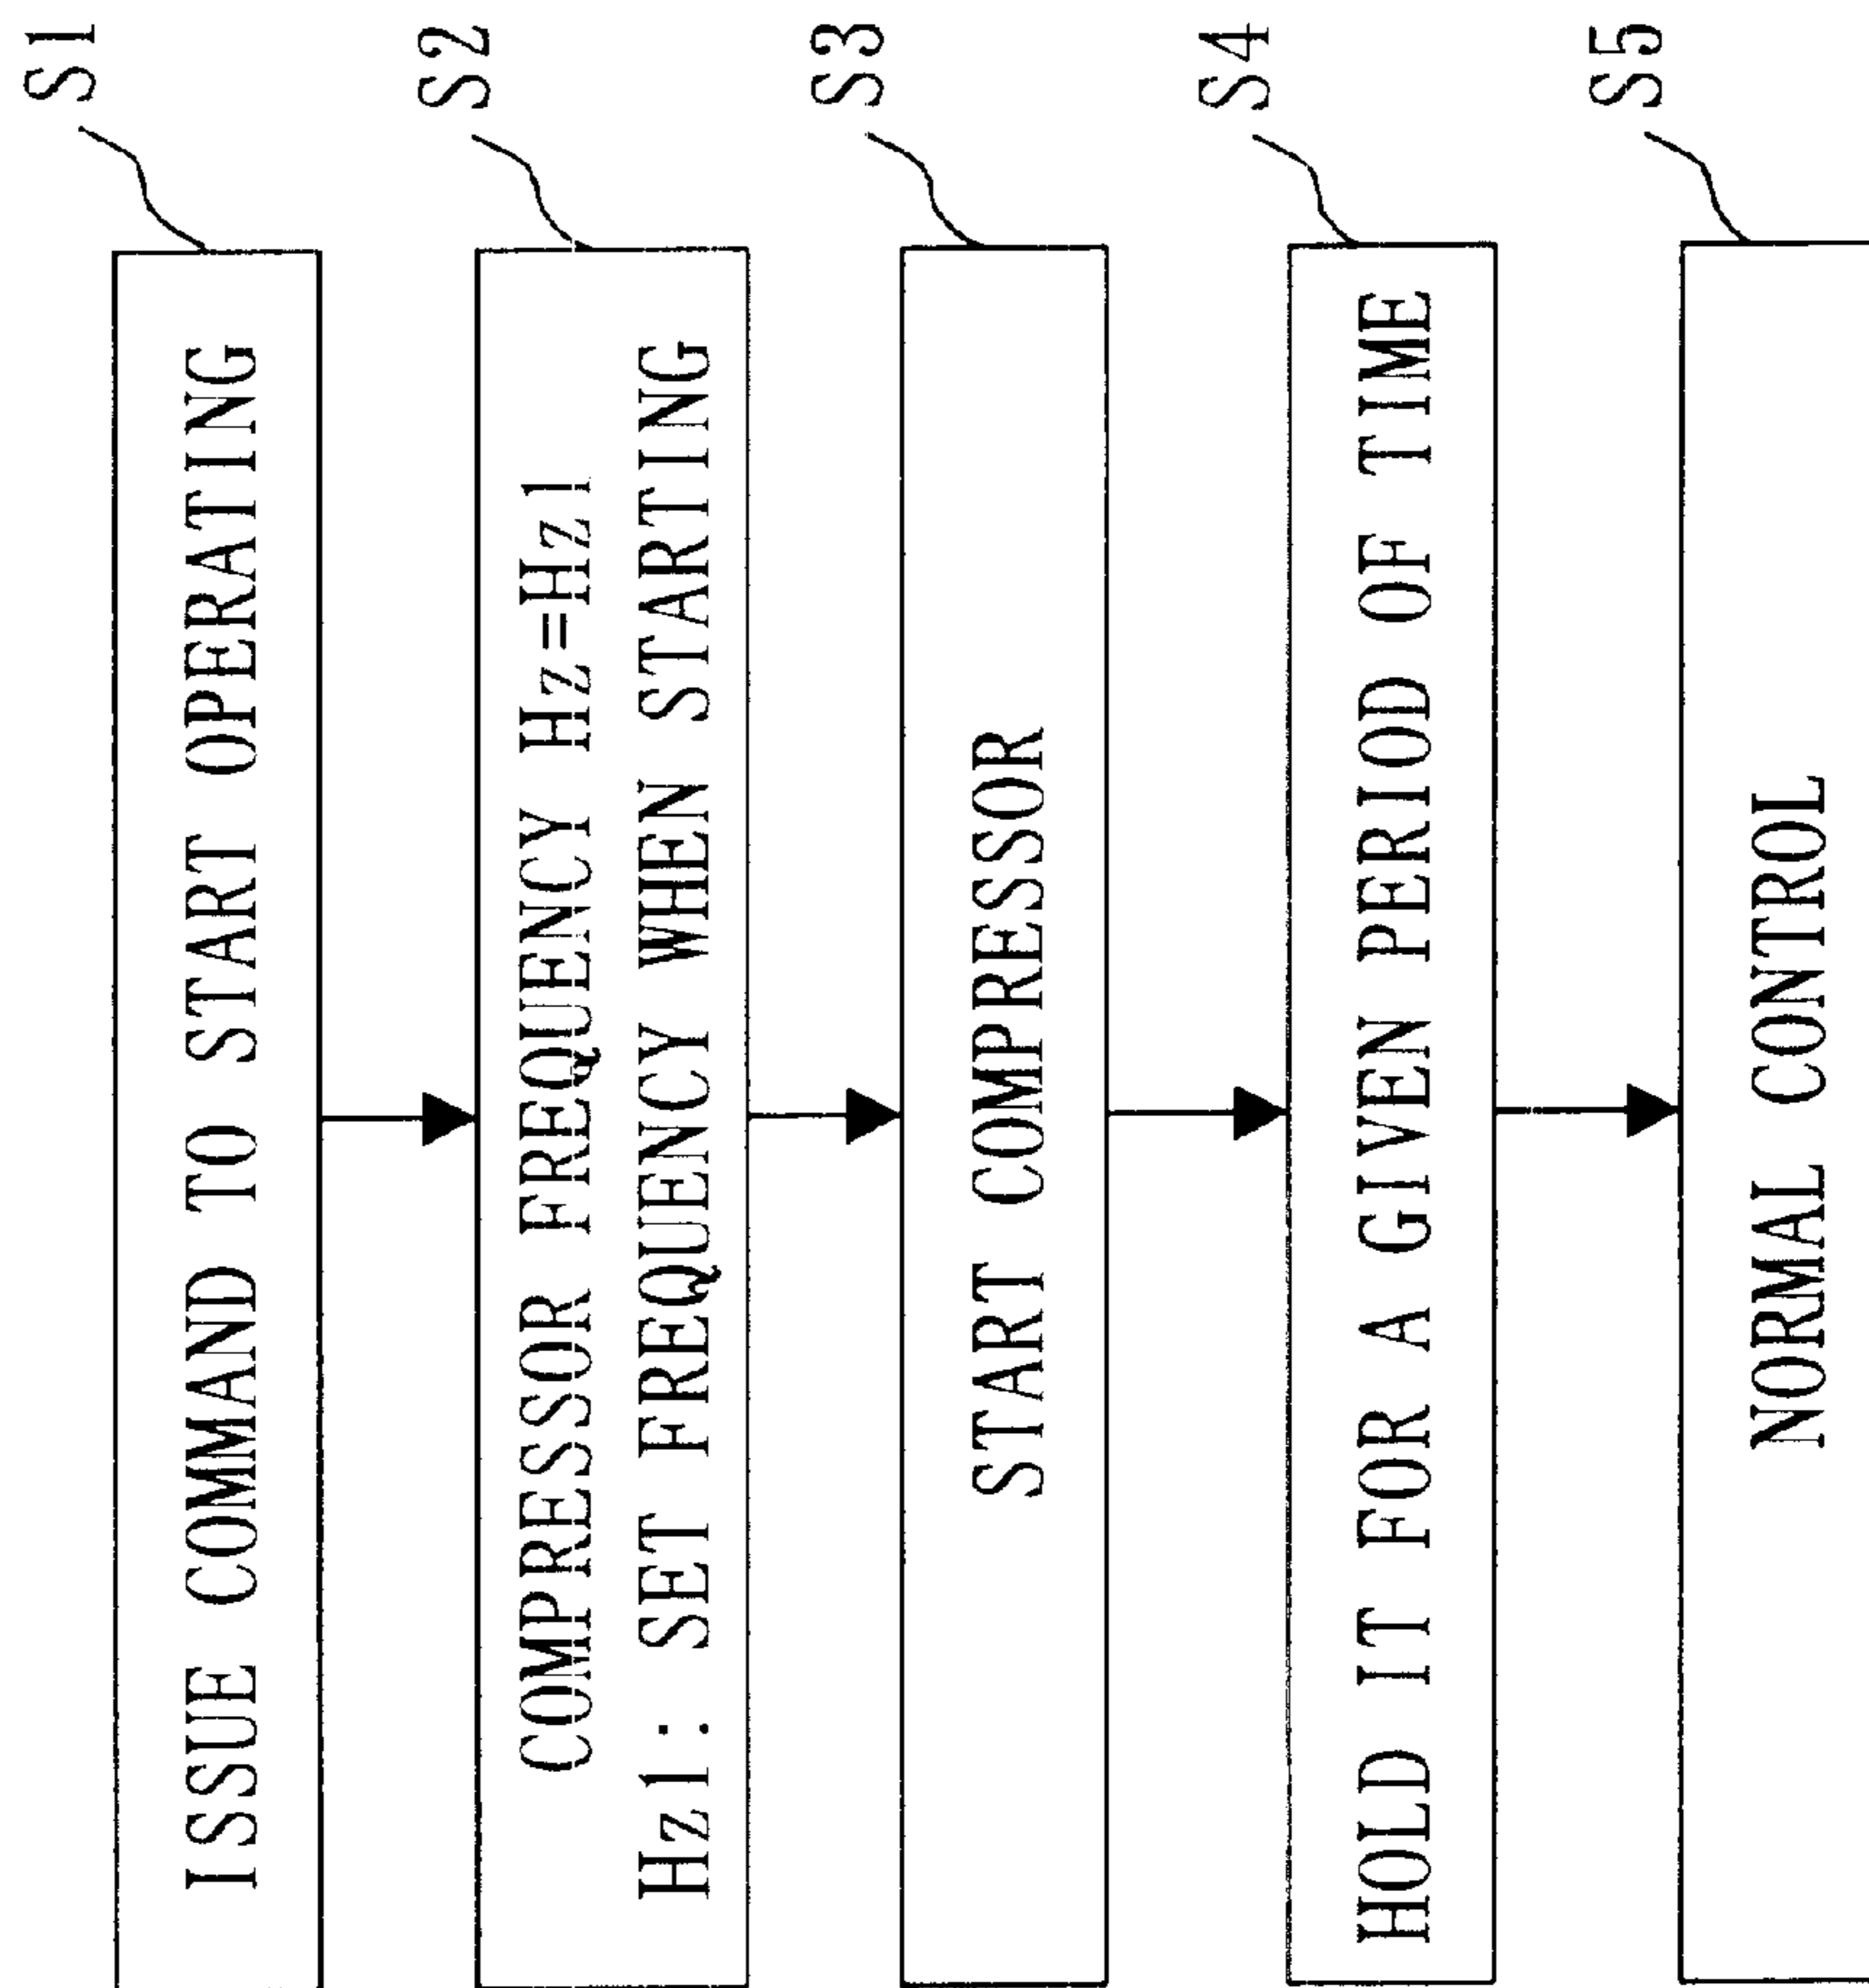 S1
ISSUE COMMAND TO START OPERATING
S2
COMPRESSOR FREQUENCY Hz=Hz1
Hz1: SET FREQUENCY WHEN STARTING
S3
START COMPRESSOR
S4
HOLD IT FOR A GIVEN PERIOD OF TIME
S5
NORMAL CONTROL